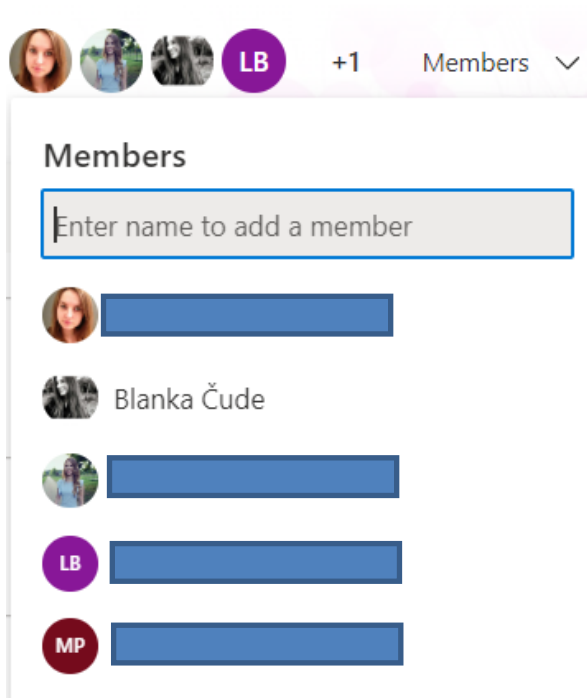 LB +1 Members
Members
Enter name to add a member
Blanka Čude
LB
MP